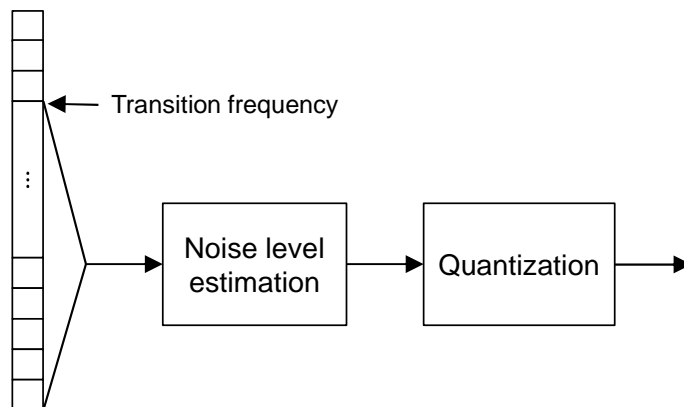 Transition frequency
...
Noise level
estimation
Quantization